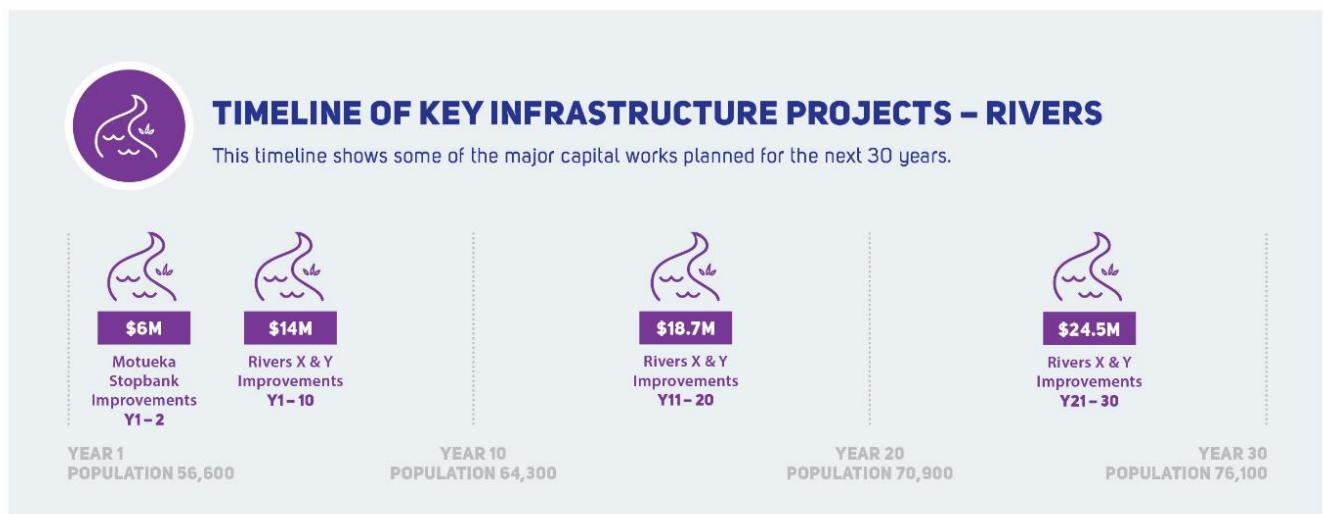 TIMELINE OF KEY INFRASTRUCTURE PROJECTS – RIVERS
This timeline shows some of the major capital works planned for the next 30 years.
$6M
Motueka
Stopbank
Improvements
Y1–2
$14M
Rivers X & Y
Improvements
Y1–10
$18.7M
Rivers X & Y
Improvements
Y11–20
$24.5M
Rivers X & Y
Improvements
Y21–30
YEAR 1
POPULATION 56,600
YEAR 10
POPULATION 64,300
YEAR 20
POPULATION 70,900
YEAR 30
POPULATION 76,100